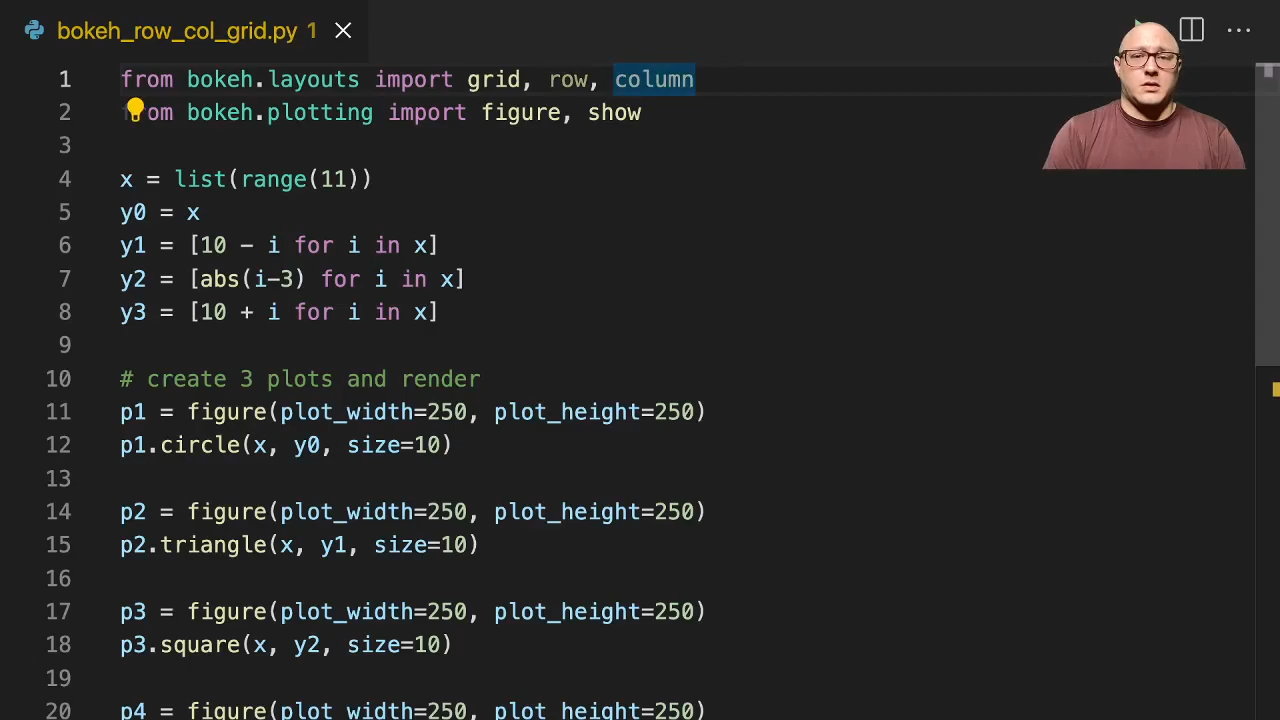 bokeh_row_col_grid.py 1
1 from bokeh.layouts import grid, row, column
2 from bokeh.plotting import figure, show
3
4 x = list(range(11))
5 y0 = x
6 y1 = [10 - i for i in x]
7 y2 = [abs(i-3) for i in x]
8 y3 = [10 + i for i in x]
9
10 # create 3 plots and render
11 p1 = figure(plot_width=250, plot_height=250)
12 p1.circle(x, y0, size=10)
13
14 p2 = figure(plot_width=250, plot_height=250)
15 p2.triangle(x, y1, size=10)
16
17 p3 = figure(plot_width=250, plot_height=250)
18 p3.square(x, y2, size=10)
19
20 p4 = figure(plot_width=250, plot_height=250)